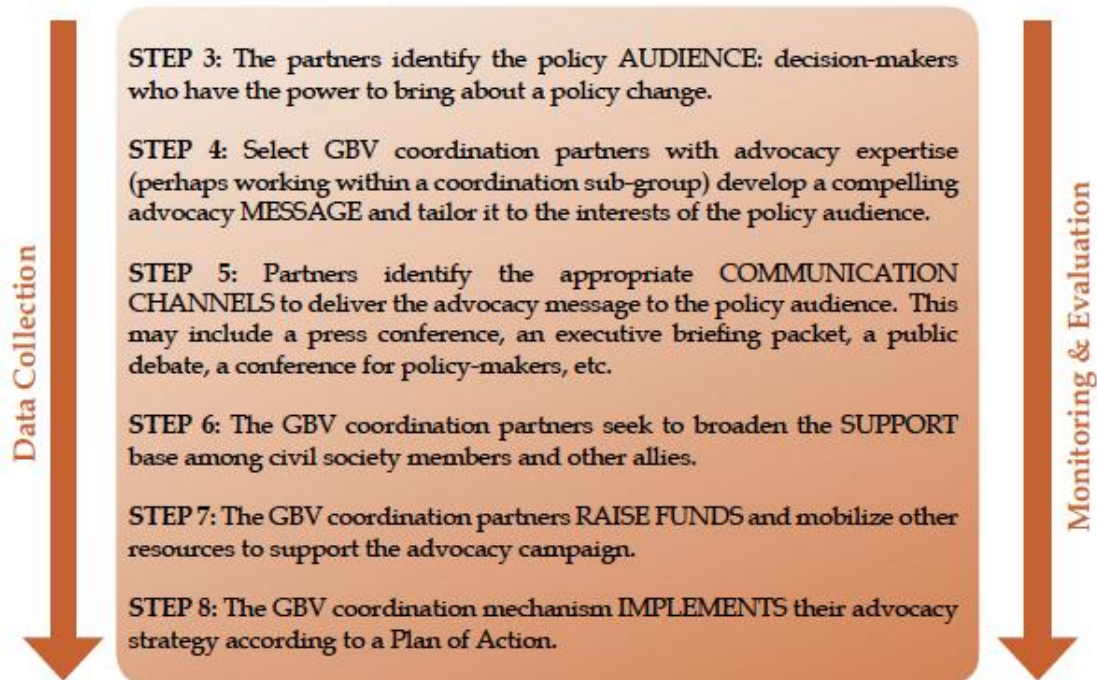 Data Collection
STEP 3: The partners identify the policy AUDIENCE: decision-makers
who have the power to bring about a policy change.
STEP 4: Select GBV coordination partners with advocacy expertise
(perhaps working within a coordination sub-group) develop a compelling
advocacy MESSAGE and tailor it to the interests of the policy audience.
STEP 5: Partners identify the appropriate COMMUNICATION
CHANNELS to deliver the advocacy message to the policy audience. This
may include a press conference, an executive briefing packet, a public
debate, a conference for policy-makers, etc.
STEP 6: The GBV coordination partners seek to broaden the SUPPORT
base among civil society members and other allies.
STEP 7: The GBV coordination partners RAISE FUNDS and mobilize other
resources to support the advocacy campaign.
STEP 8: The GBV coordination mechanism IMPLEMENTS their advocacy
strategy according to a Plan of Action.
Monitoring & Evaluation